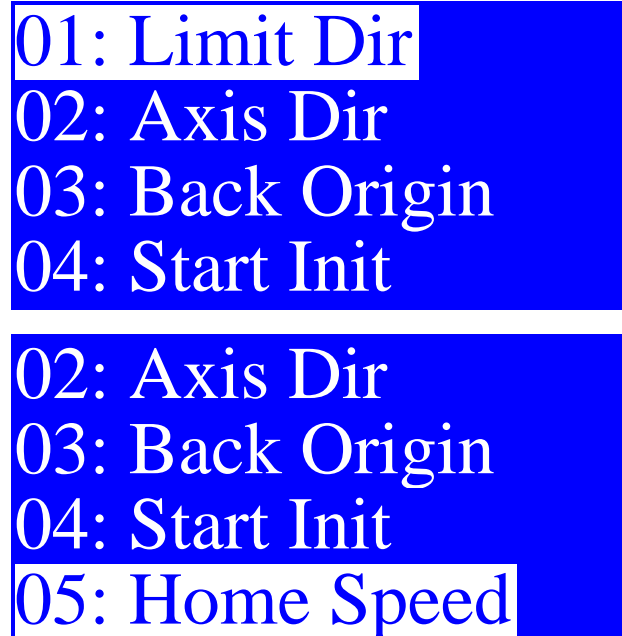 01: Limit Dir
02: Axis Dir
03: Back Origin
04: Start Init
02: Axis Dir
03: Back Origin
04: Start Init
05: Home Speed